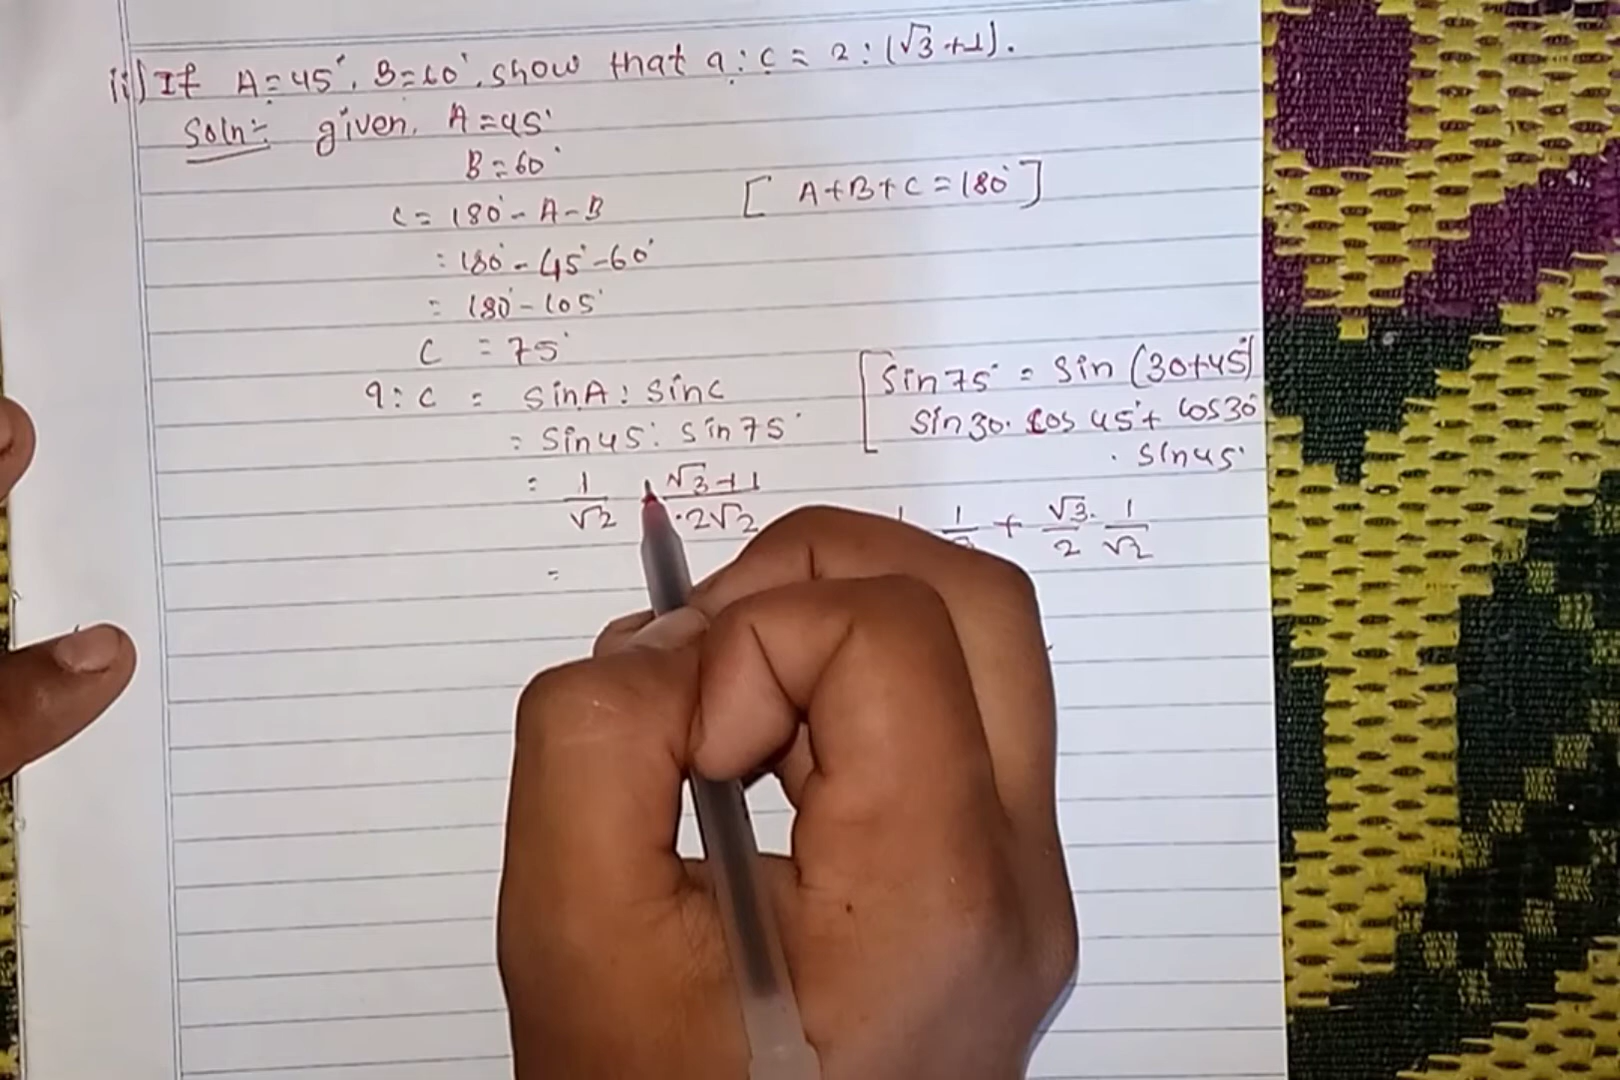 ii) If A = 45°, B = 60°, show that a : c = 2 : (√3 + 1).
Soln:- given, A = 45°
B = 60°
C = 180° - A - B [ A + B + C = 180° ]
= 180° - 45° - 60°
= 180° - 105°
C = 75°
a : c = sinA : sinC
= sin45 : sin75°
[ sin75° = sin (30+45°)
sin30. cos 45° + cos30°
. sin45°
= 1/√2 √3+1/2√2
1 + √3/2 . 1/√2
=